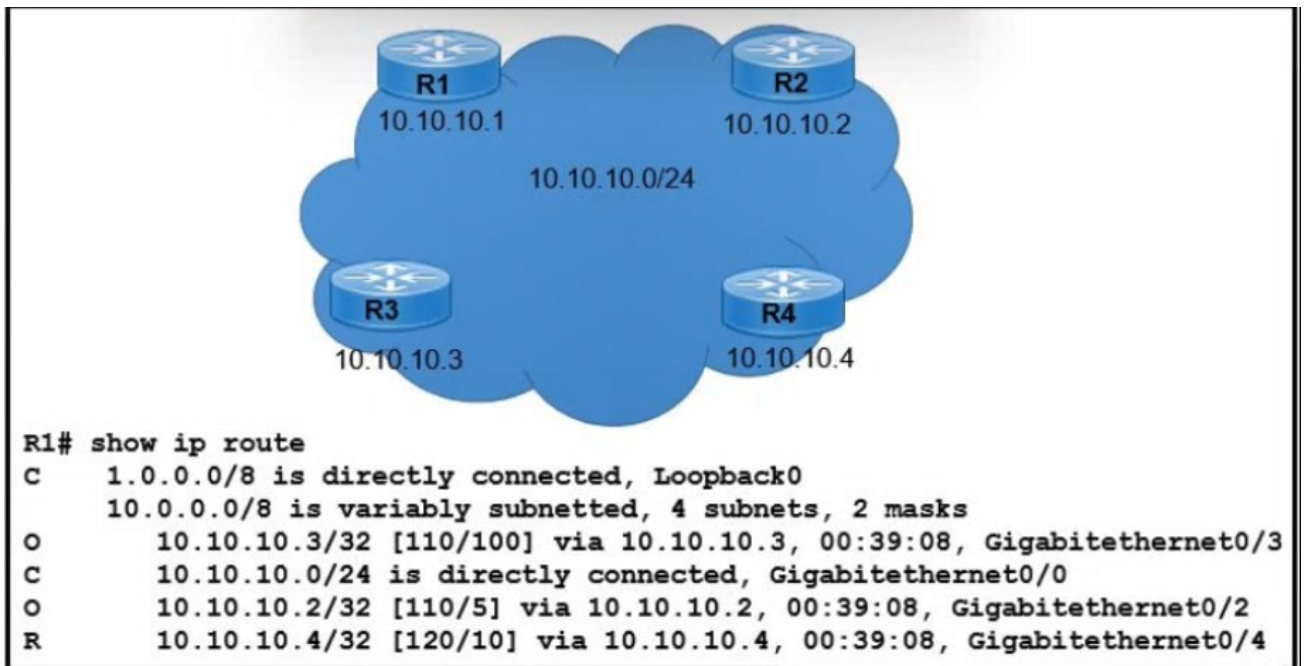 R1
R2
10.10.10.1
10.10.10.2
10.10.10.0/24
R3
R4
10.10.10.3
10.10.10.4
R1# show ip route
C 1.0.0.0/8 is directly connected, Loopback0
10.0.0.0/8 is variably subnetted, 4 subnets, 2 masks
O 10.10.10.3/32 [110/100] via 10.10.10.3, 00:39:08, Gigabitethernet0/3
C 10.10.10.0/24 is directly connected, Gigabitethernet0/0
O 10.10.10.2/32 [110/5] via 10.10.10.2, 00:39:08, Gigabitethernet0/2
R 10.10.10.4/32 [120/10] via 10.10.10.4, 00:39:08, Gigabitethernet0/4